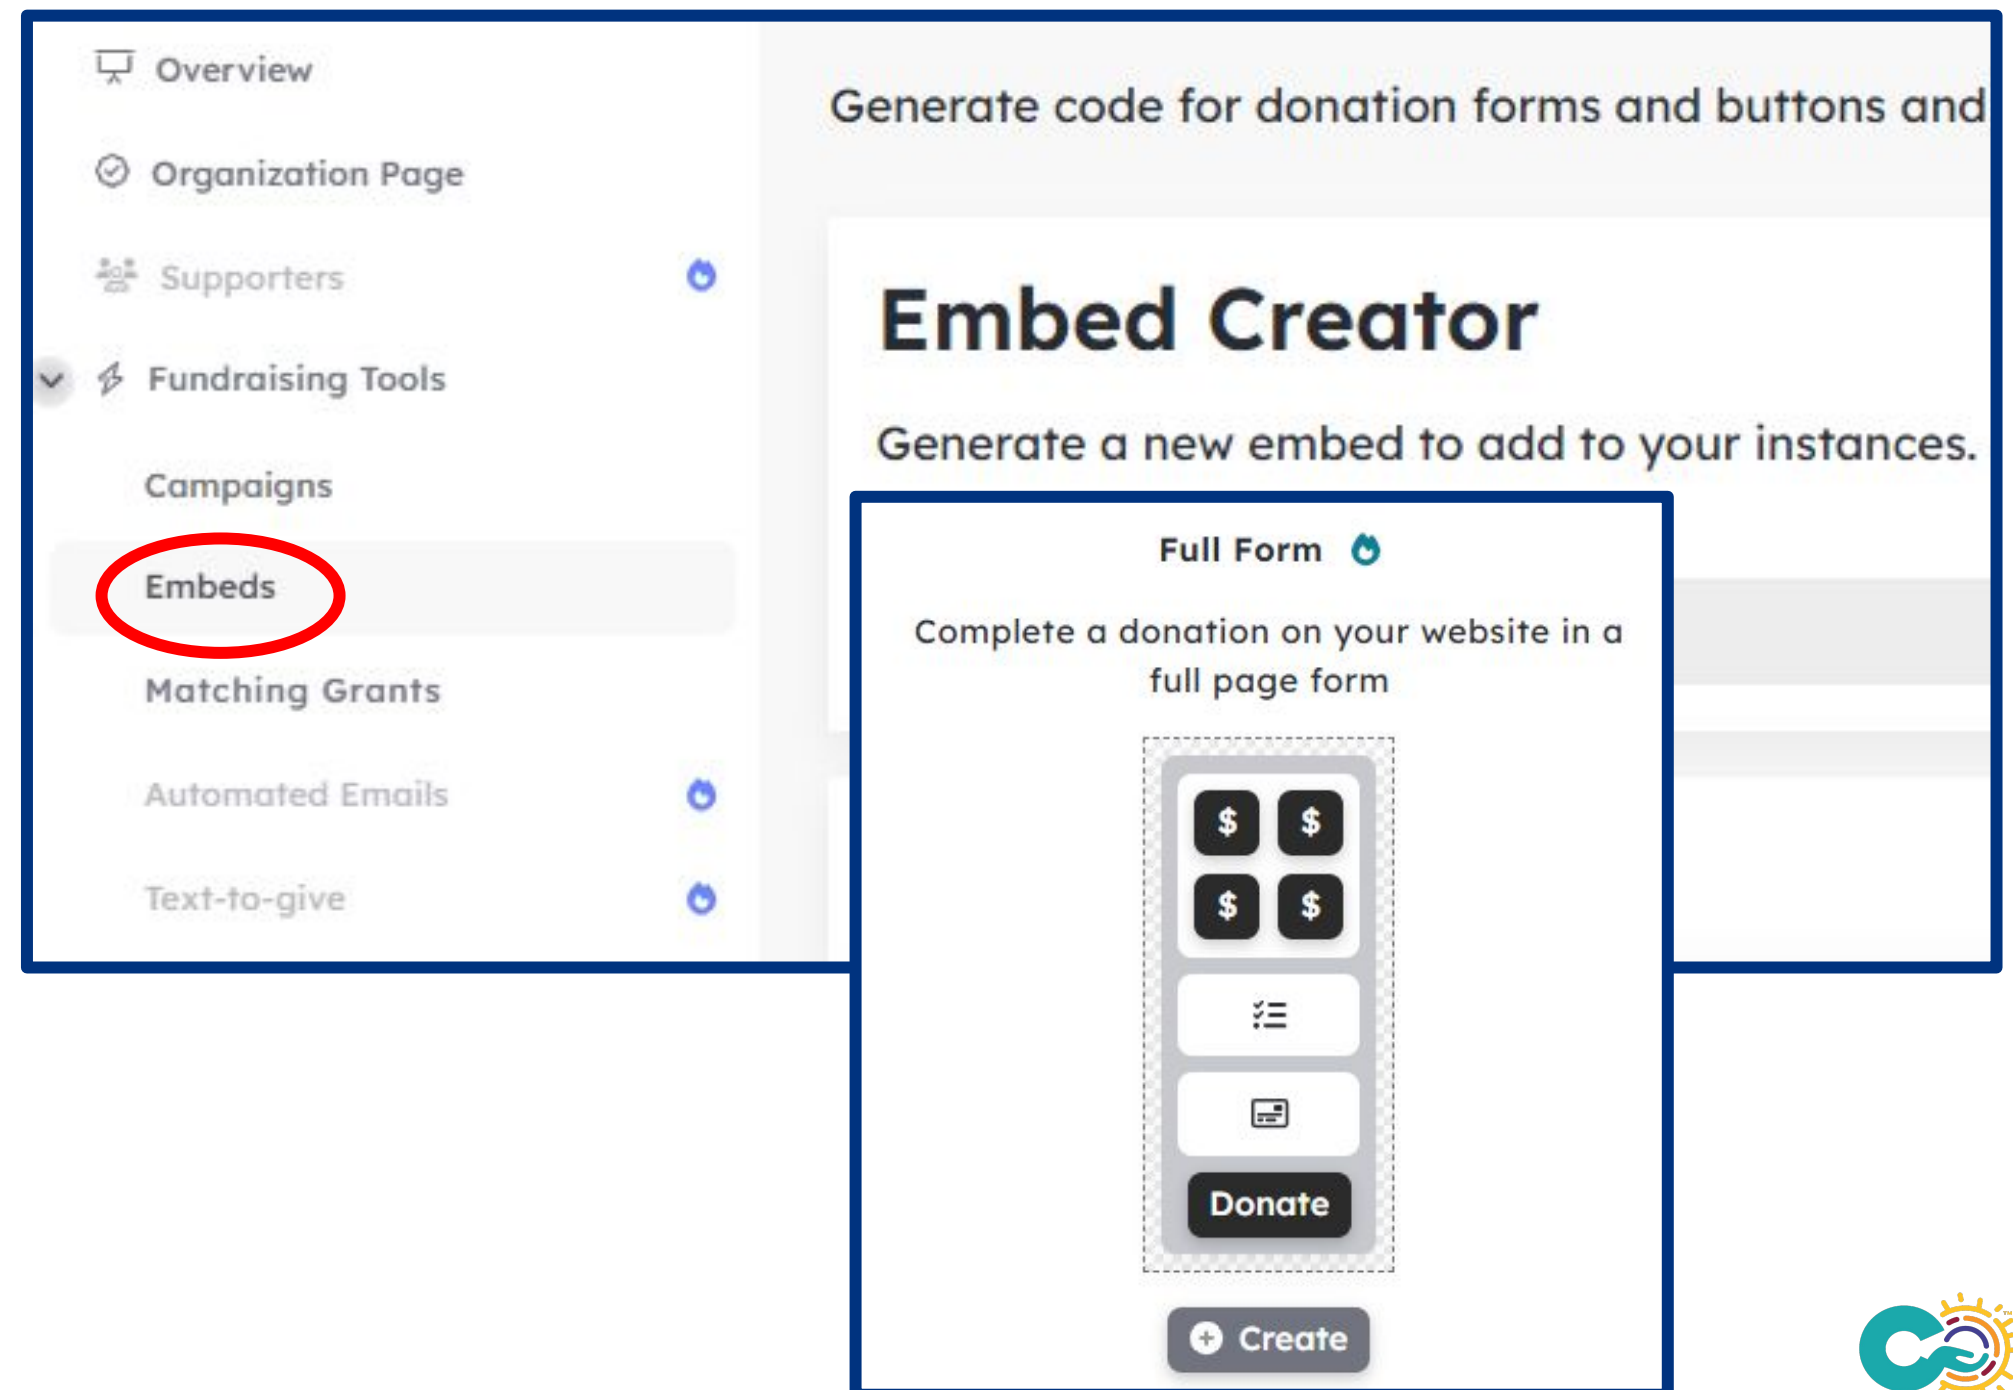 Overview
Organization Page
Supporters
Fundraising Tools
Campaigns
Embeds
Matching Grants
Automated Emails
Text-to-give
Generate code for donation forms and buttons and
Embed Creator
Generate a new embed to add to your instances.
Full Form
Complete a donation on your website in a
full page form
$ $
$ $
Donate
Create
TM